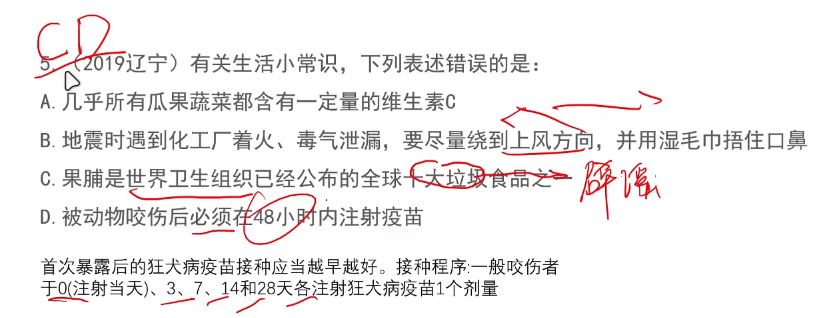 CD
5.（2019辽宁）有关生活小常识，下列表述错误的是：
A.几乎所有瓜果蔬菜都含有一定量的维生素C
B.地震时遇到化工厂着火、毒气泄漏，要尽量绕到上风方向，并用湿毛巾捂住口鼻
C.果脯是世界卫生组织已经公布的全球十大垃圾食品之一 辟谣
D.被动物咬伤后必须在48小时内注射疫苗
首次暴露后的狂犬病疫苗接种应当越早越好。接种程序:一般咬伤者
于0(注射当天)、3、7、14和28天各注射狂犬病疫苗1个剂量